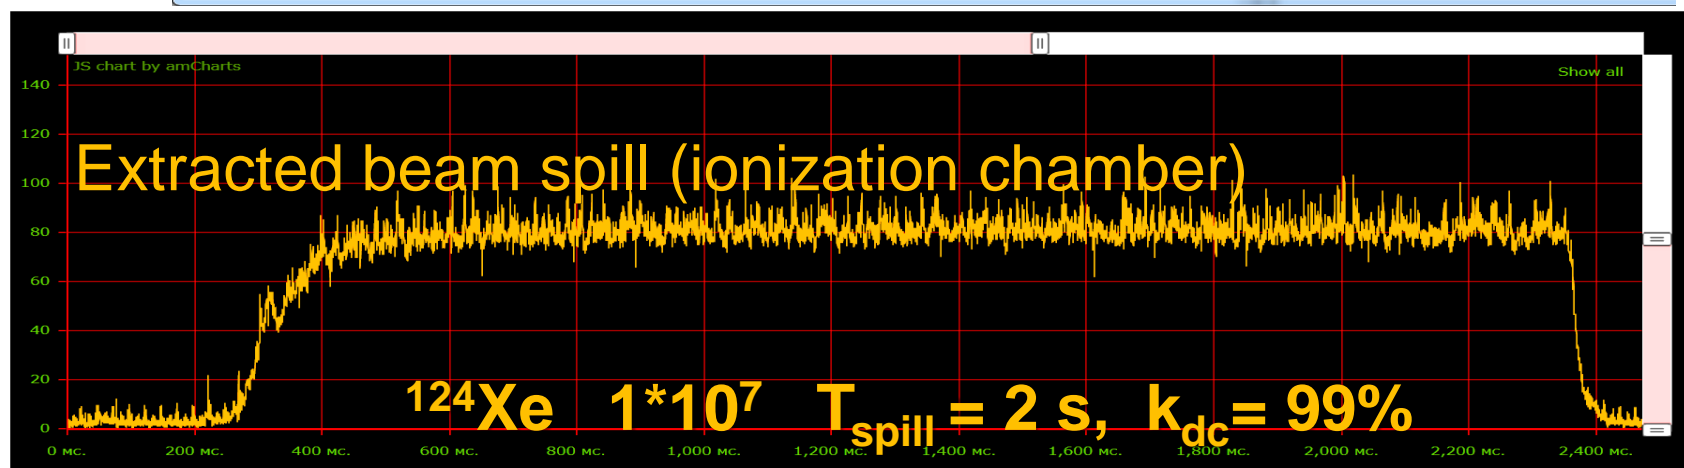 JS chart by amCharts
Show all
140
120
Extracted beam spill (ionization chamber)
100
80
60
40
20
¹²⁴Xe 1*10⁷ T_spill = 2 s, k_dc = 99%
0
0 мс. 200 мс. 400 мс. 600 мс. 800 мс. 1,000 мс. 1,200 мс. 1,400 мс. 1,600 мс. 1,800 мс. 2,000 мс. 2,200 мс. 2,400 мс.